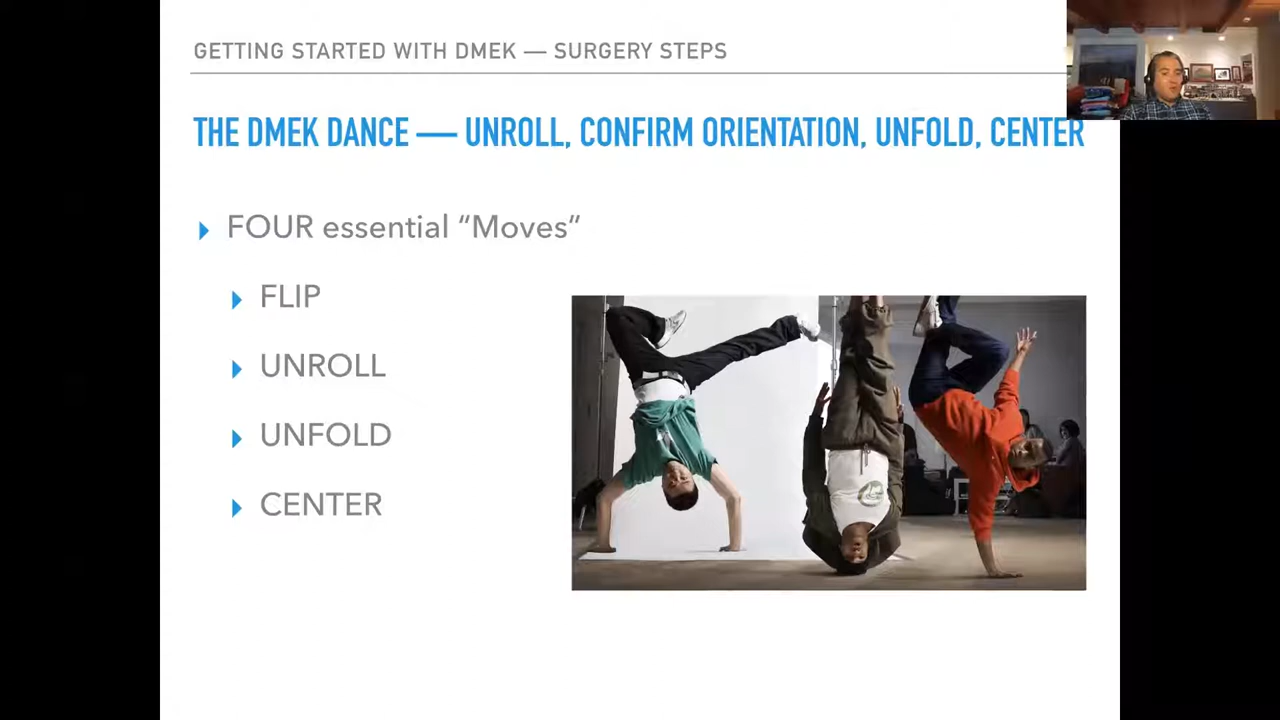 GETTING STARTED WITH DMEK — SURGERY STEPS
THE DMEK DANCE — UNROLL, CONFIRM ORIENTATION, UNFOLD, CENTER
FOUR essential “Moves”
FLIP
UNROLL
UNFOLD
CENTER